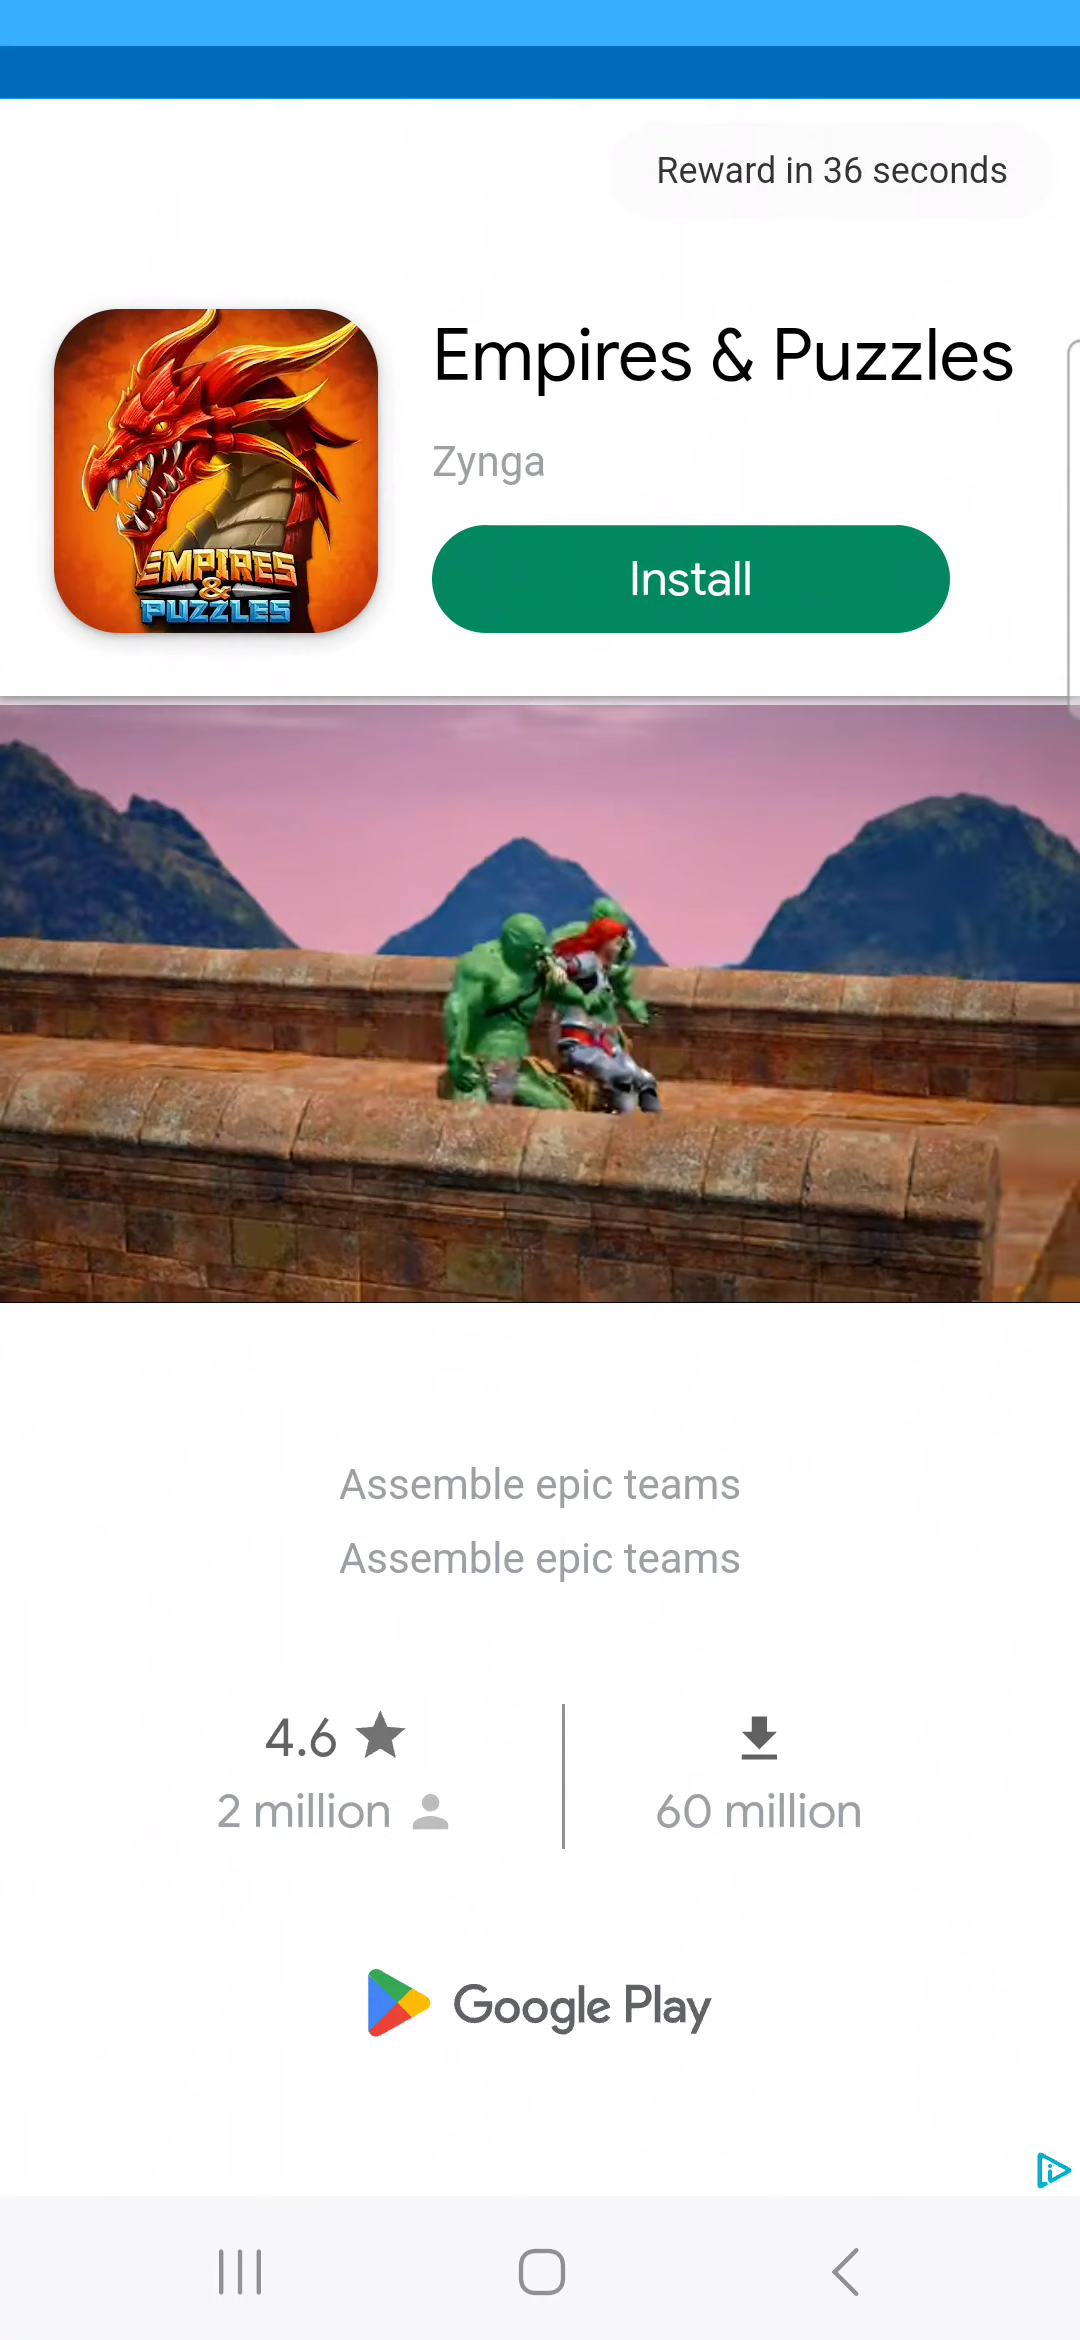 Reward in 36 seconds
Empires & Puzzles
Zynga
Install
EMPIRES
&
PUZZLES
Assemble epic teams
Assemble epic teams
4.6
2 million
60 million
Google Play